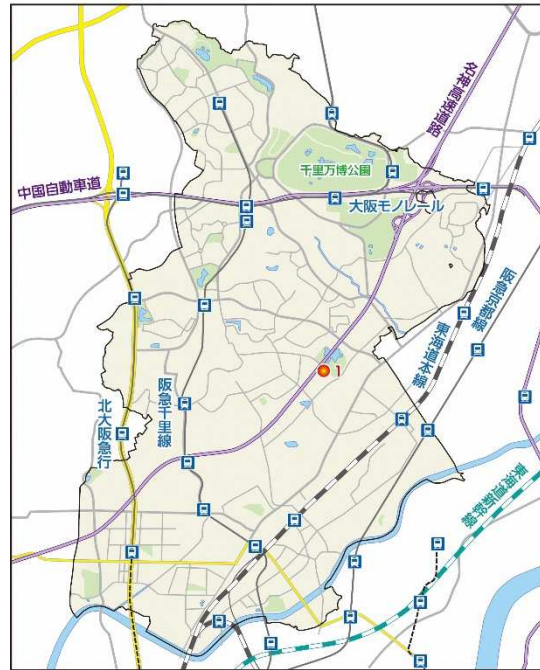 名神高速道路
千里万博公園
中国自動車道
大阪モノレール
阪急京都線
東海道本線
1
阪急千里線
北大阪急行
東海道新幹線